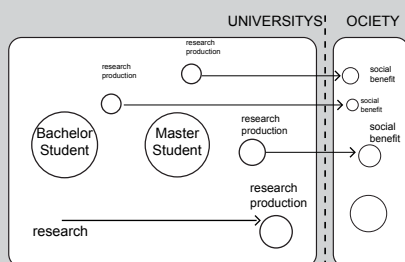 UNIVERSITYS OCIETY
research
production
research
production
social
benefit
social
benefit
Bachelor
Student
Master
Student
research
production
social
benefit
research
production
research